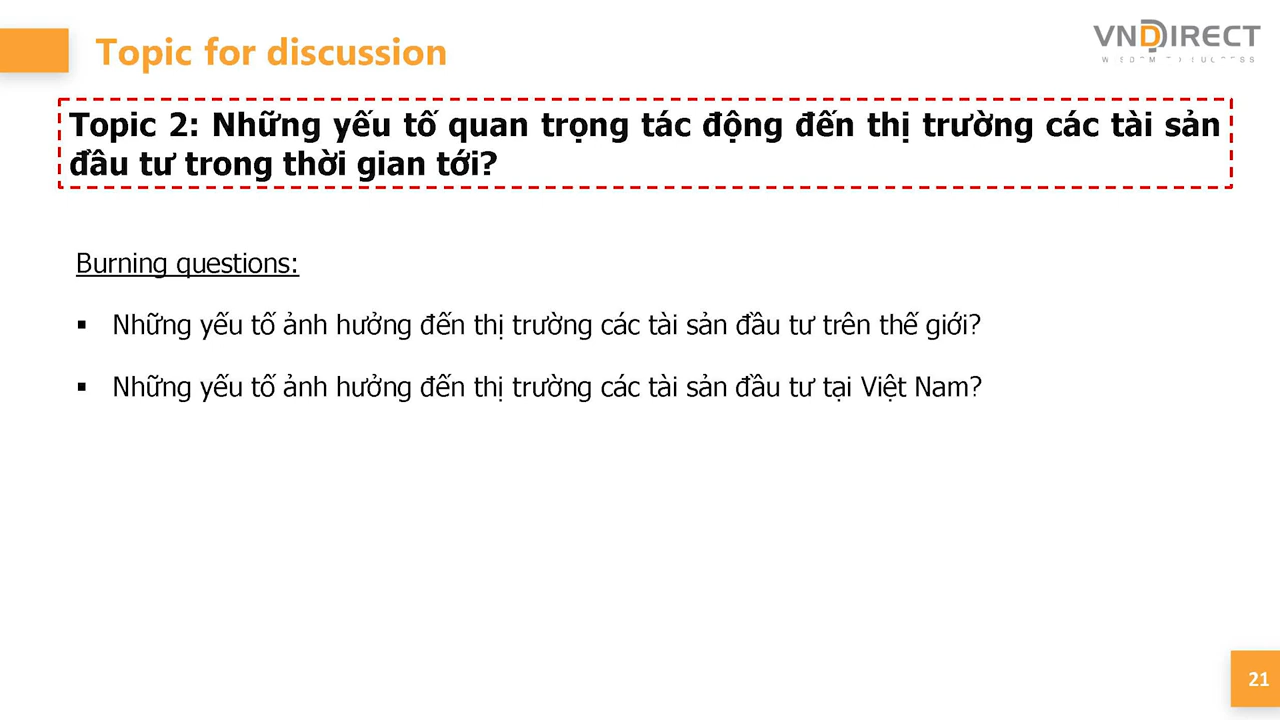 Topic for discussion
VNDIRECT
WISDOM TO SUCCESS
Topic 2: Những yếu tố quan trọng tác động đến thị trường các tài sản
đầu tư trong thời gian tới?
Burning questions:
▪ Những yếu tố ảnh hưởng đến thị trường các tài sản đầu tư trên thế giới?
▪ Những yếu tố ảnh hưởng đến thị trường các tài sản đầu tư tại Việt Nam?
21